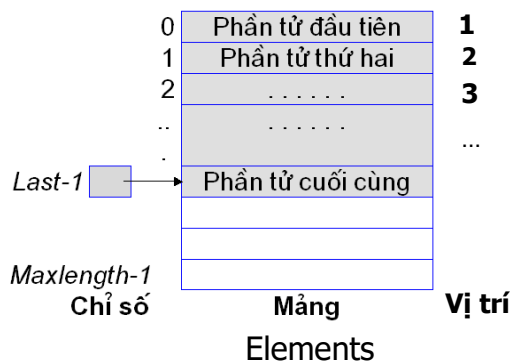 0 Phần tử đầu tiên 1
1 Phần tử thứ hai 2
2 . . . . . . 3
.. . . . . . . ...
.
Last-1 Phần tử cuối cùng
Maxlength-1
Chỉ số Mảng Vị trí
Elements